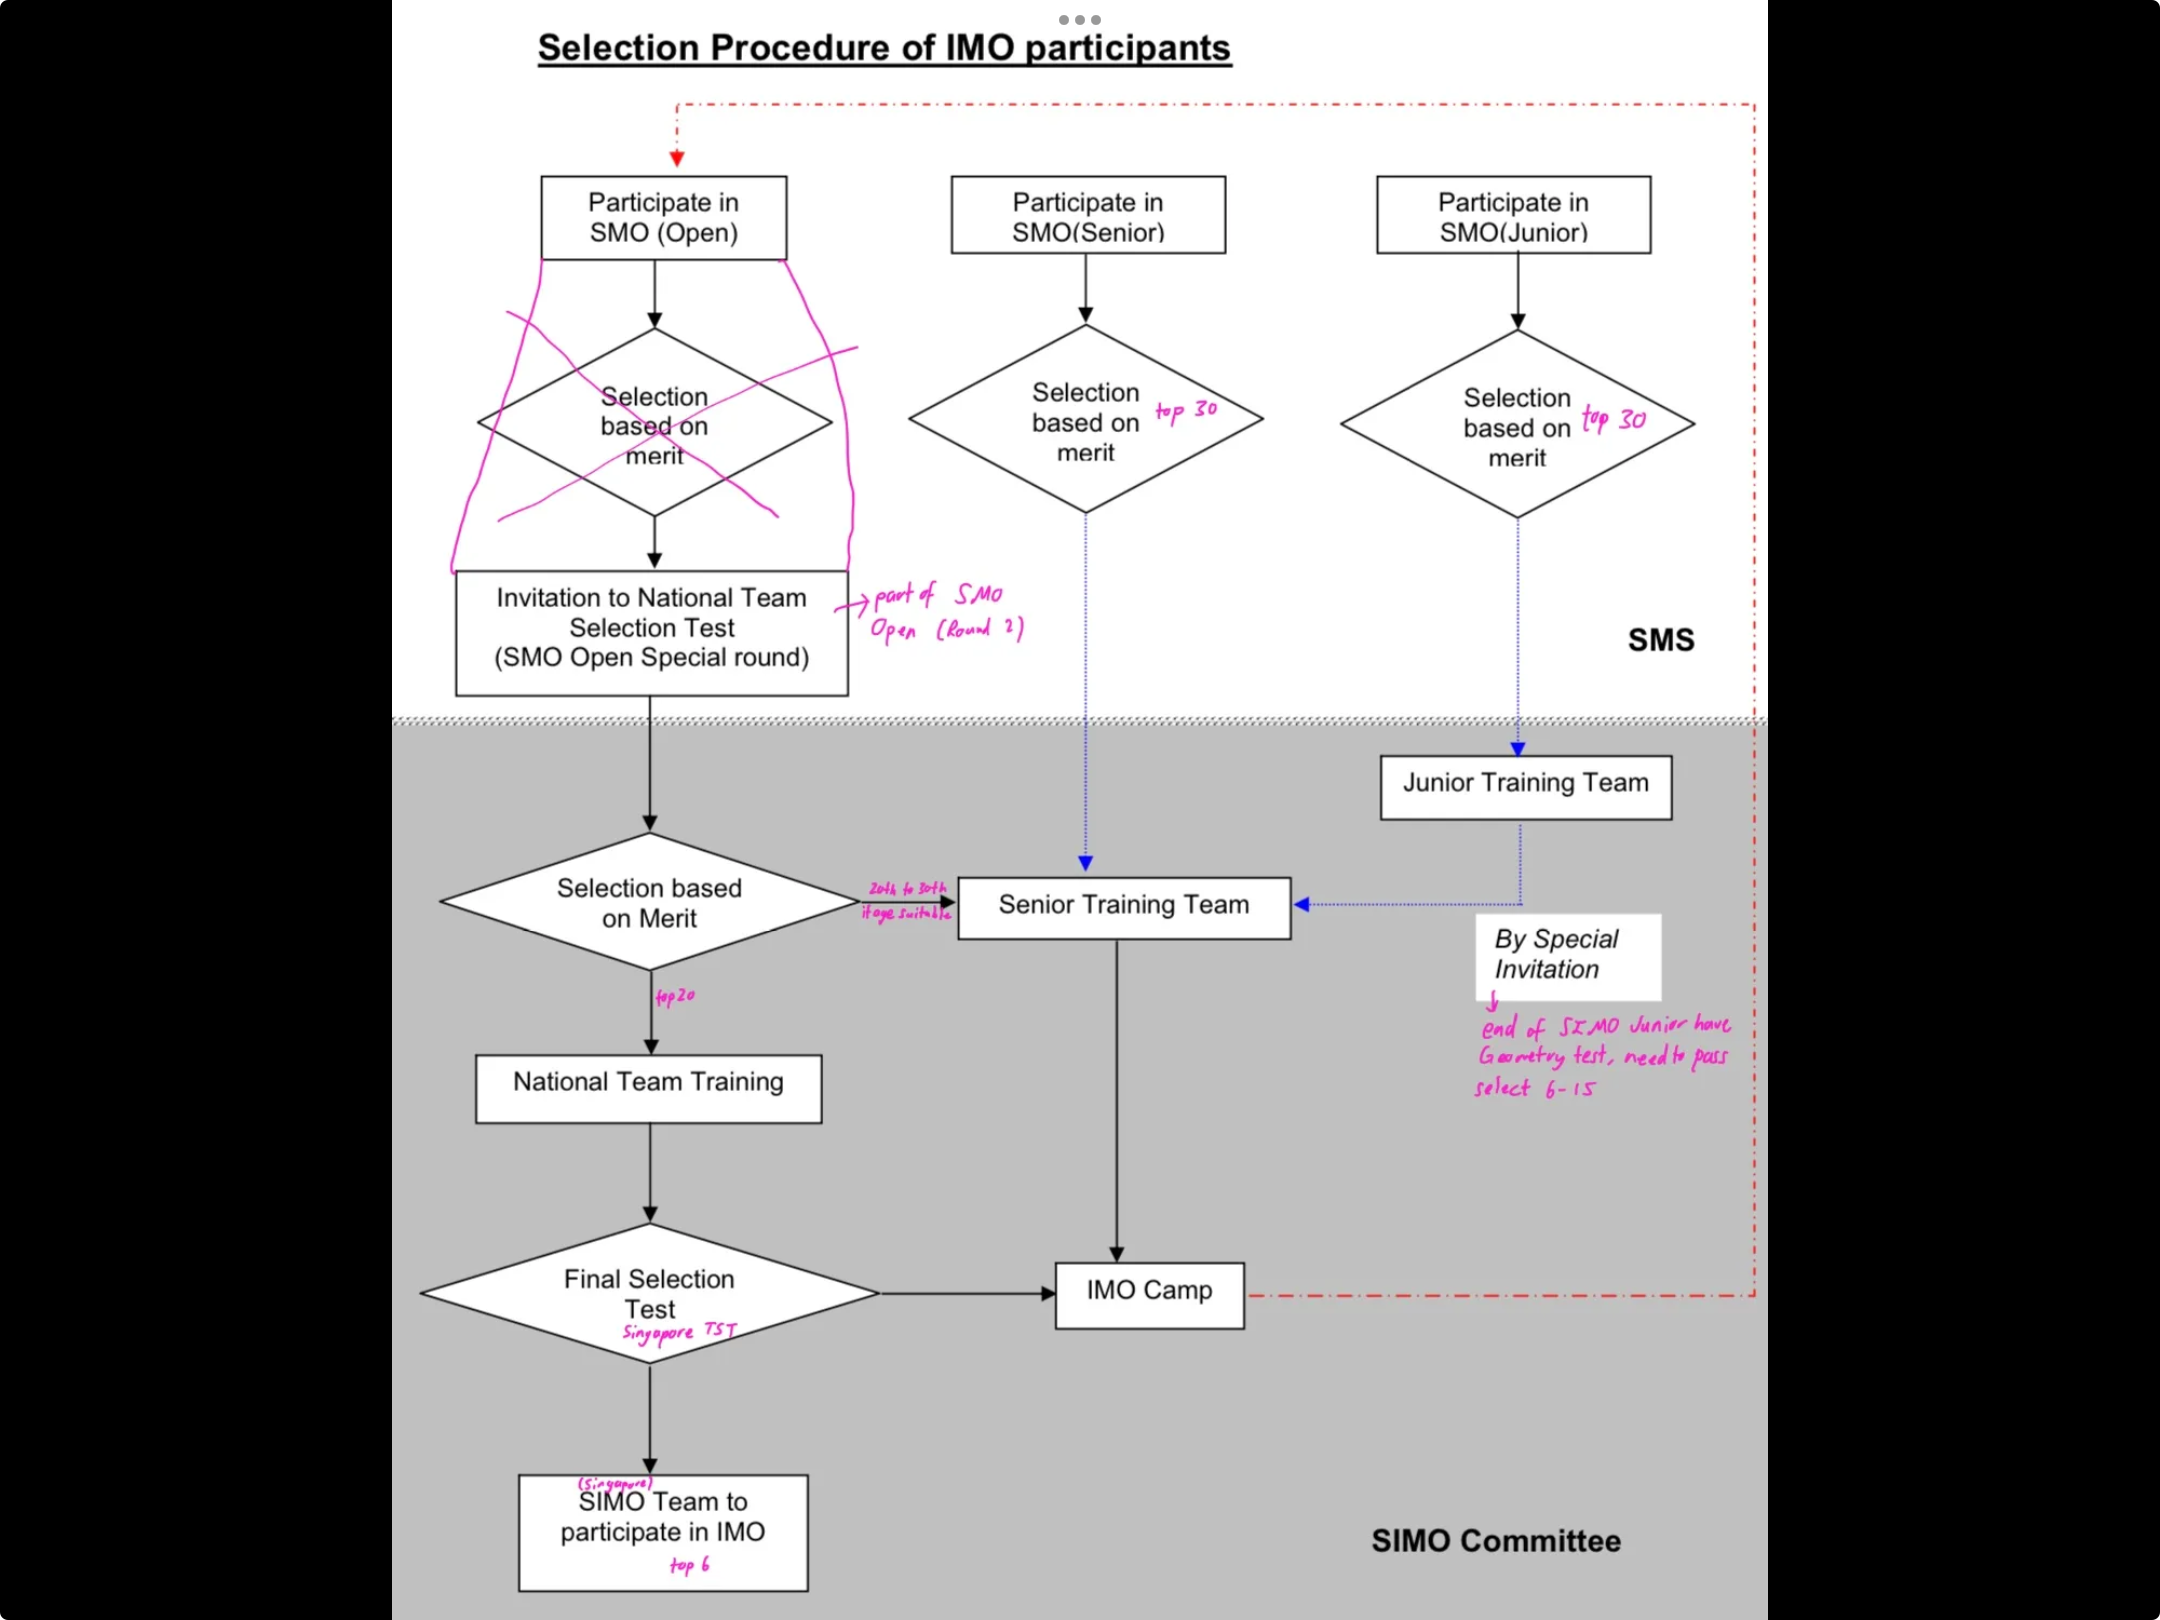 Selection Procedure of IMO participants
Participate in
SMO (Open)
Participate in
SMO(Senior)
Participate in
SMO(Junior)
Selection
based on
merit
Selection
based on
merit
top 30
Selection
based on
merit
top 30
Invitation to National Team
Selection Test
(SMO Open Special round)
part of SMO
Open (Round 2)
SMS
Junior Training Team
Selection based
on Merit
20th to 30th
if age suitable
Senior Training Team
By Special
Invitation
top 20
end of SIMO Junior have
Geometry test, need to pass
select 6-15
National Team Training
Final Selection
Test
Singapore TST
IMO Camp
(Singapore)
SIMO Team to
participate in IMO
top 6
SIMO Committee